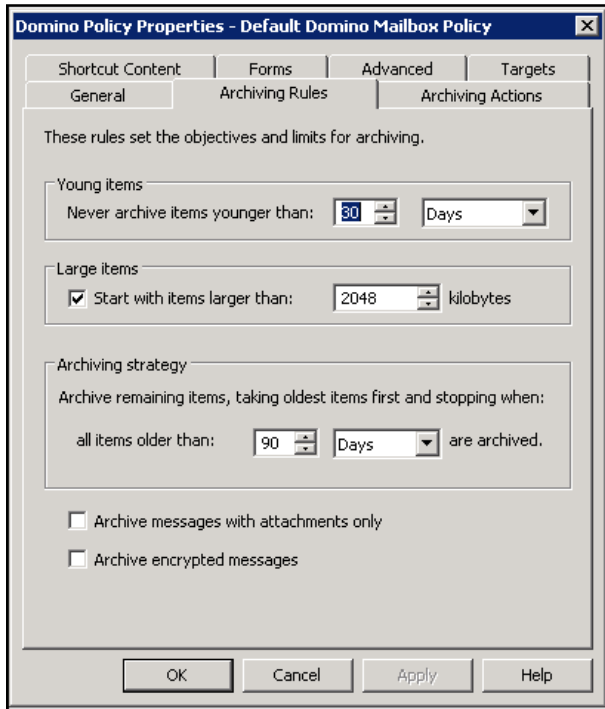 Domino Policy Properties - Default Domino Mailbox Policy
Shortcut Content Forms Advanced Targets
General Archiving Rules Archiving Actions
These rules set the objectives and limits for archiving.
Young items
Never archive items younger than: 30 Days
Large items
Start with items larger than: 2048 kilobytes
Archiving strategy
Archive remaining items, taking oldest items first and stopping when:
all items older than: 90 Days are archived.
Archive messages with attachments only
Archive encrypted messages
OK Cancel Apply Help